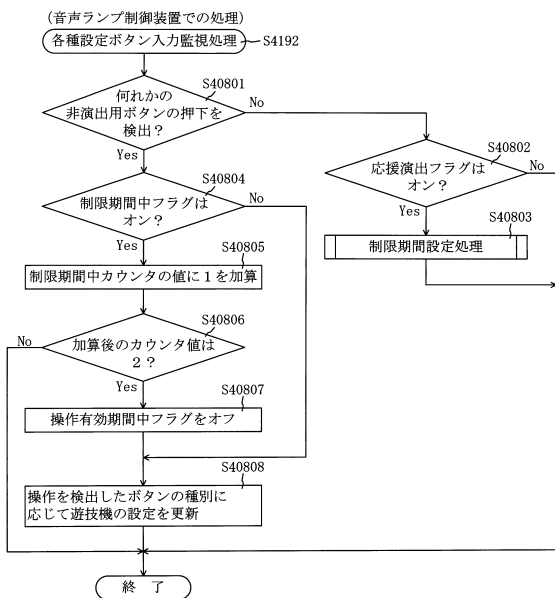 (音声ランプ制御装置での処理)
各種設定ボタン入力監視処理
S4192
S40801
何れかの
非演出用ボタンの押下を
検出?
No
Yes
S40802
応援演出フラグは
オン?
No
Yes
S40803
制限期間設定処理
S40804
制限期間中フラグは
オン?
No
Yes
S40805
制限期間中カウンタの値に1を加算
S40806
加算後のカウンタ値は
2?
No
Yes
S40807
操作有効期間中フラグをオフ
S40808
操作を検出したボタンの種別に
応じて遊技機の設定を更新
終了